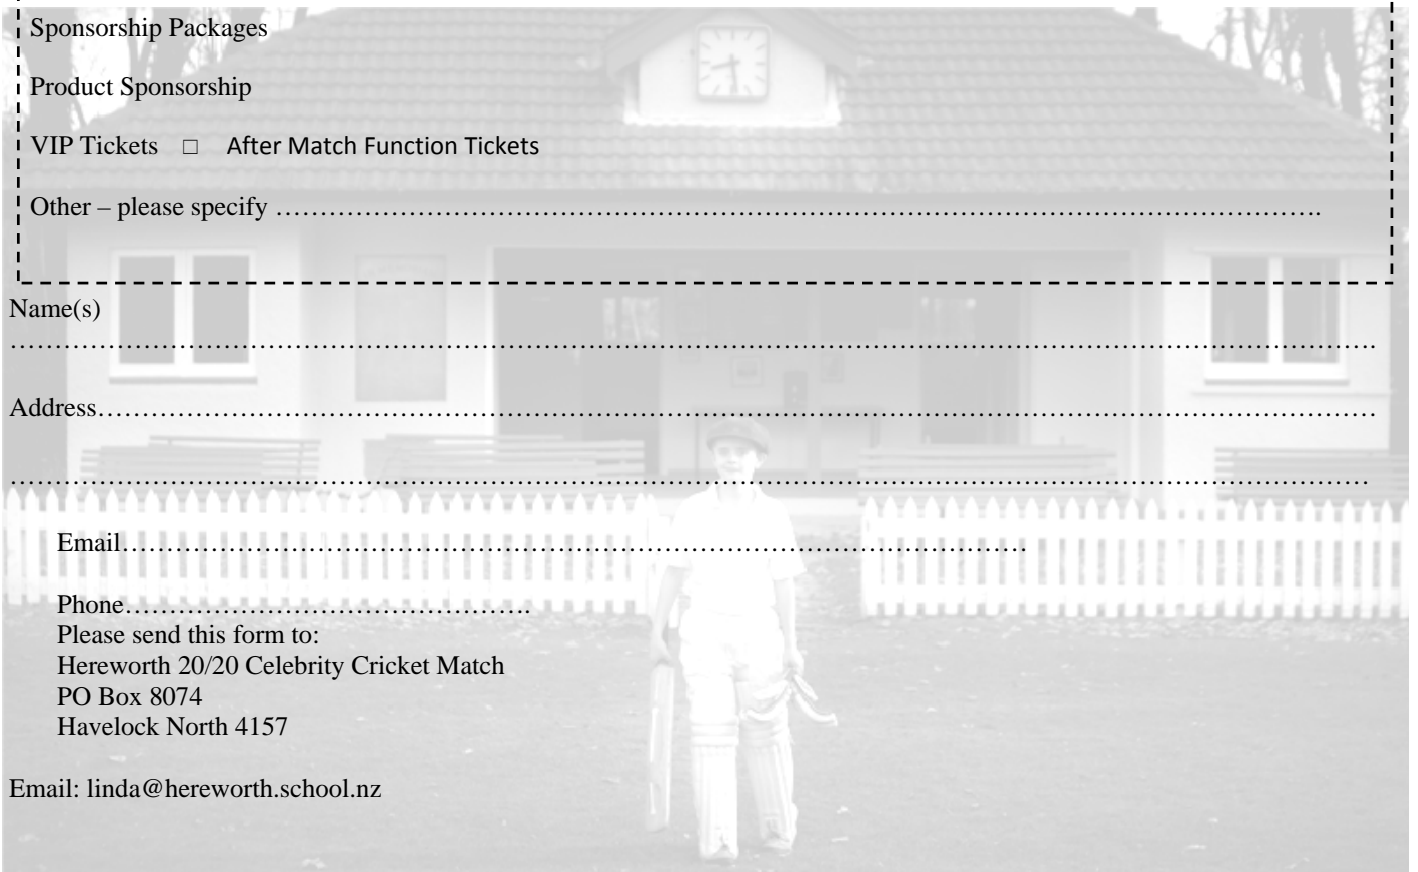 Sponsorship Packages
Product Sponsorship
VIP Tickets □ After Match Function Tickets
Other – please specify ……………………………………………………………………………………………………….
Name(s)
……………………………………………………………………………………………………………………………………….
Address…………………………………………………………………………………………………………………………………
………………………………………………………………………………………………………………………………………
Email…………………………………………………………………………………………
Phone……………………………………….
Please send this form to:
Hereworth 20/20 Celebrity Cricket Match
PO Box 8074
Havelock North 4157
Email: linda@hereworth.school.nz